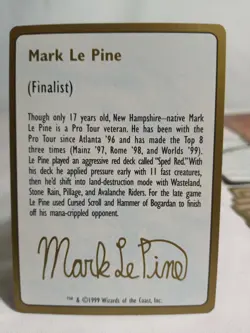 Mark Le Pine
(Finalist)
Though only 17 years old, New Hampshire–native Mark
Le Pine is a Pro Tour veteran. He has been with the
Pro Tour since Atlanta '96 and has made the Top 8
three times (Mainz '97, Rome '98, and Worlds '99).
Le Pine played an aggressive red deck called "Sped Red." With
his deck he applied pressure early with 11 fast creatures,
then he'd shift into land-destruction mode with Wasteland,
Stone Rain, Pillage, and Avalanche Riders. For the late game
Le Pine used Cursed Scroll and Hammer of Bogardan to finish
off his mana-crippled opponent.
Mark Le Pine
™ & ©1999 Wizards of the Coast, Inc.